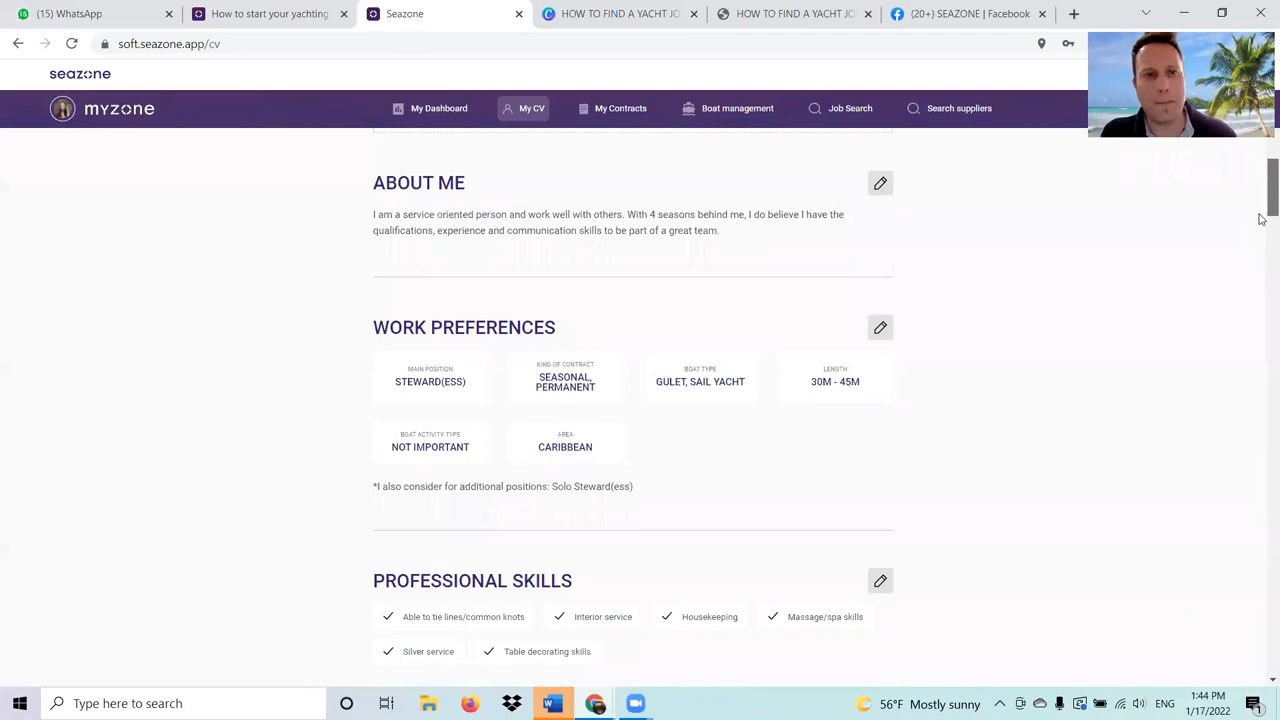 (15) WhatsApp
How to start your yachting
Seazone
HOW TO FIND A YACHT JO
(20+) SEAZONE | Facebook
soft.seazone.app/cv
seazone
myzone
My Dashboard
My CV
My Contracts
Boat management
Job Search
Search suppliers
ABOUT ME
I am a service oriented person and work well with others. With 4 seasons behind me, I do believe I have the
qualifications, experience and communication skills to be part of a great team.
WORK PREFERENCES
MAIN POSITION
STEWARD(ESS)
KIND OF CONTRACT
SEASONAL,
PERMANENT
BOAT TYPE
GULET, SAIL YACHT
LENGTH
30M - 45M
BOAT ACTIVITY TYPE
NOT IMPORTANT
AREA
CARIBBEAN
*I also consider for additional positions: Solo Steward(ess)
PROFESSIONAL SKILLS
Able to tie lines/common knots
Interior service
Housekeeping
Massage/spa skills
Silver service
Table decorating skills
Type here to search
56°F Mostly sunny
ENG
1:44 PM
1/17/2022
1